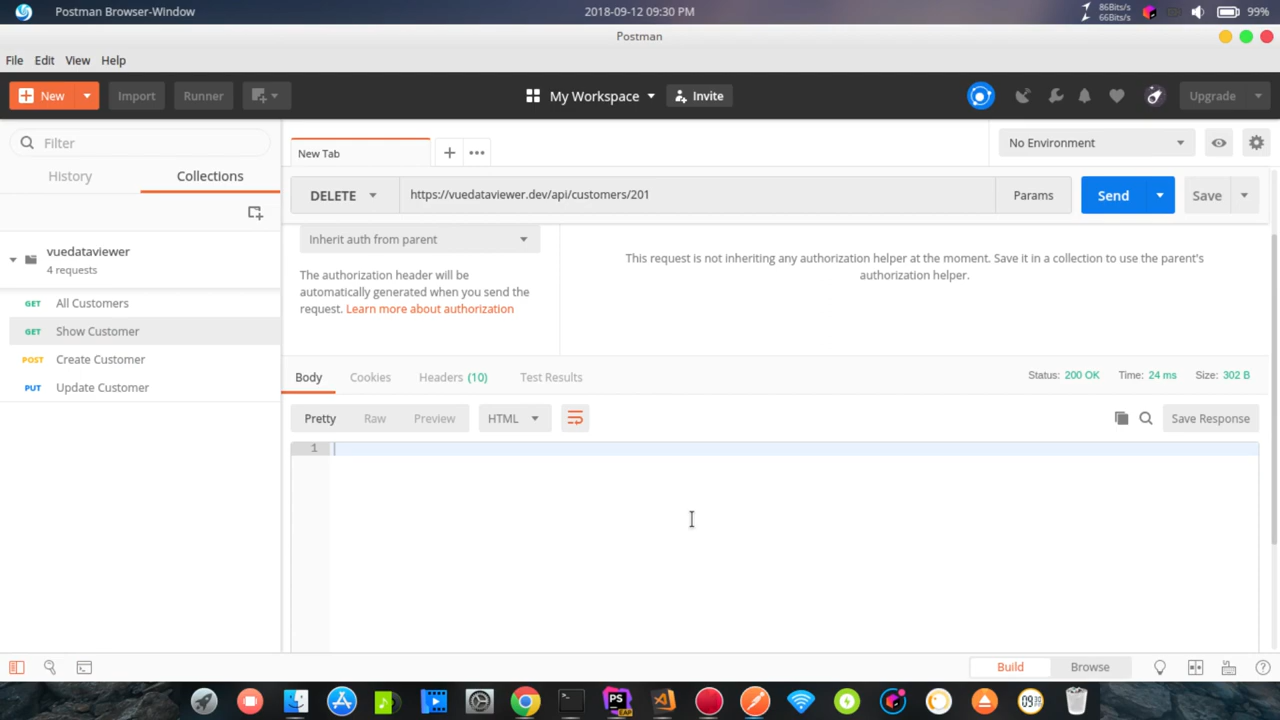 Postman Browser-Window
2018-09-12 09:30 PM
86Bits/s
66Bits/s
99%
Postman
File Edit View Help
New
Import
Runner
My Workspace
Invite
Upgrade
Filter
History
Collections
vuedataviewer
4 requests
GET All Customers
GET Show Customer
POST Create Customer
PUT Update Customer
New Tab
No Environment
DELETE
https://vuedataviewer.dev/api/customers/201
Params
Send
Save
Inherit auth from parent
The authorization header will be
automatically generated when you send the
request. Learn more about authorization
This request is not inheriting any authorization helper at the moment. Save it in a collection to use the parent's
authorization helper.
Body
Cookies
Headers (10)
Test Results
Status: 200 OK
Time: 24 ms
Size: 302 B
Pretty
Raw
Preview
HTML
Save Response
1
Build
Browse
PS
EAP